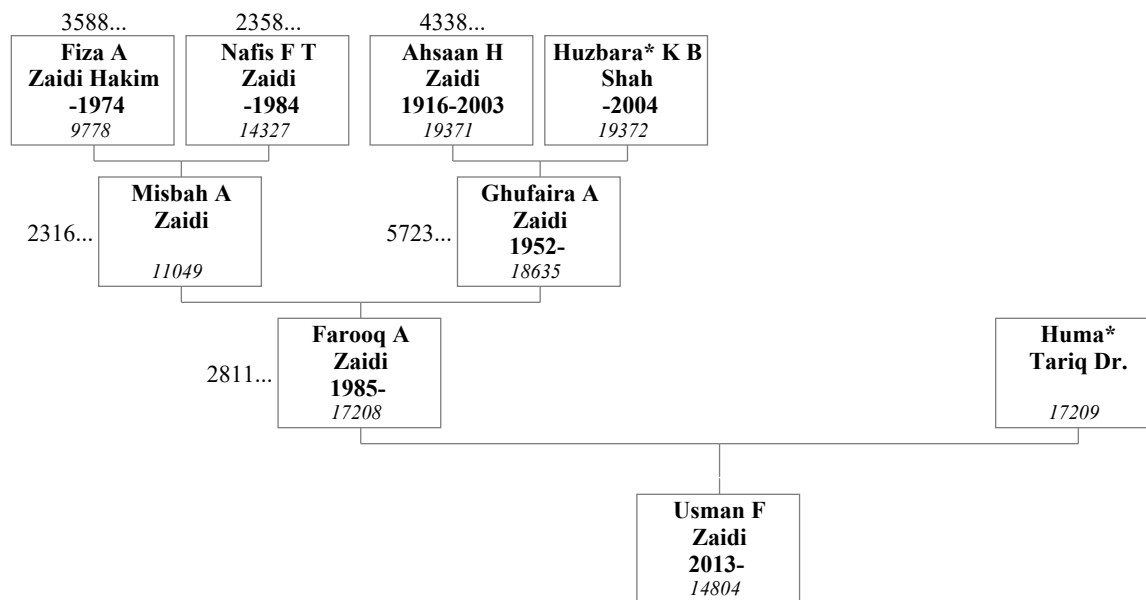 3588...
Fiza A
Zaidi Hakim
-1974
9778
2358...
Nafis F T
Zaidi
-1984
14327
4338...
Ahsaan H
Zaidi
1916-2003
19371
Huzbara* K B
Shah
-2004
19372
2316...
Misbah A
Zaidi
11049
5723...
Ghufaira A
Zaidi
1952-
18635
2811...
Farooq A
Zaidi
1985-
17208
Huma*
Tariq Dr.
17209
Usman F
Zaidi
2013-
14804